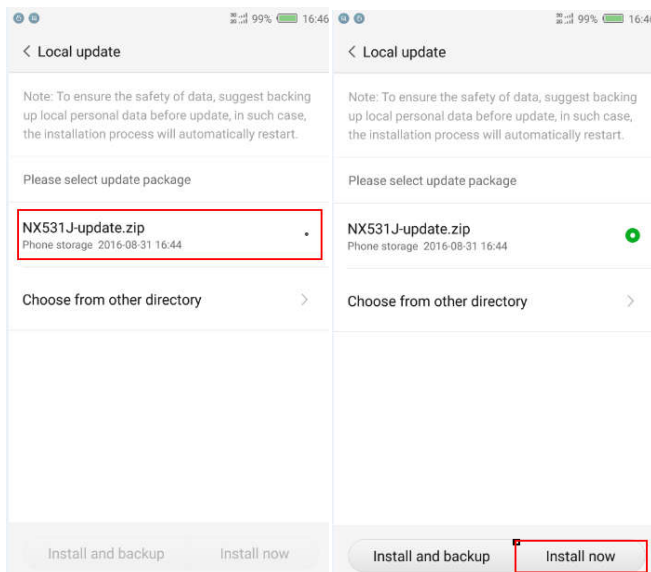 99% 16:46
Local update
Note: To ensure the safety of data, suggest backing
up local personal data before update, in such case,
the installation process will automatically restart.
Please select update package
NX531J-update.zip
Phone storage 2016-08-31 16:44
Choose from other directory
Install and backup Install now
99% 16:46
Local update
Note: To ensure the safety of data, suggest backing
up local personal data before update, in such case,
the installation process will automatically restart.
Please select update package
NX531J-update.zip
Phone storage 2016-08-31 16:44
Choose from other directory
Install and backup Install now